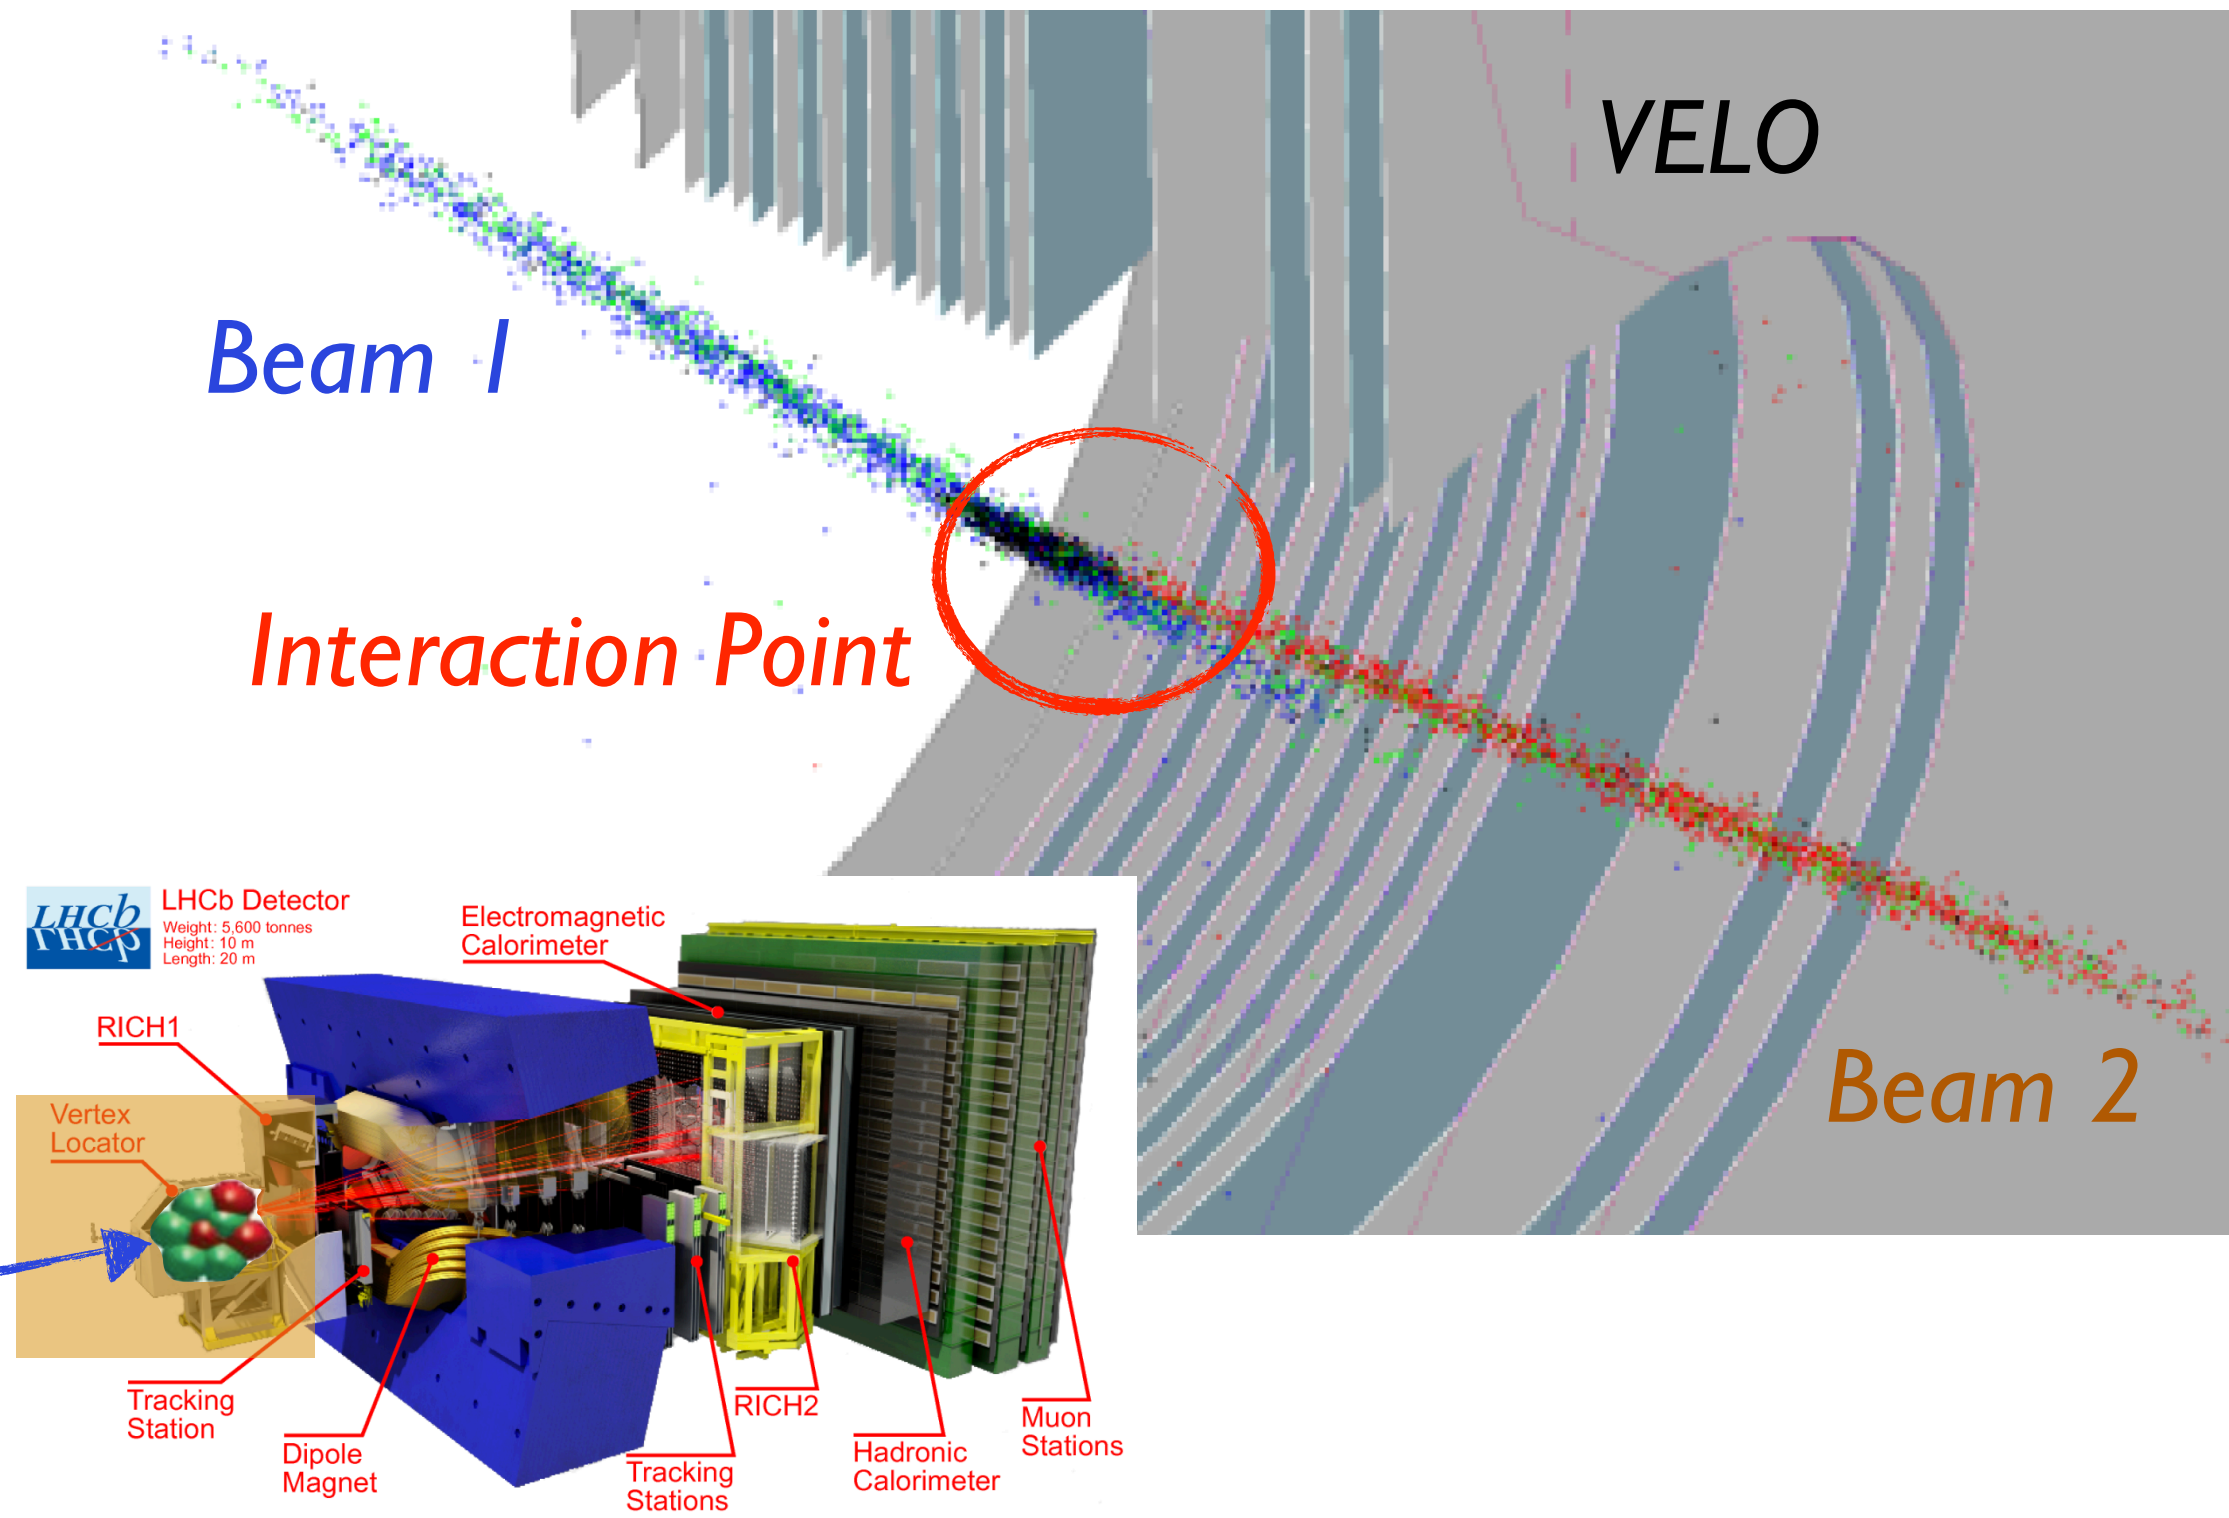 VELO
Beam 1
Interaction Point
Beam 2
LHCb
LHCb
LHCb Detector
Weight: 5,600 tonnes
Height: 10 m
Length: 20 m
Electromagnetic
Calorimeter
RICH1
Vertex
Locator
Tracking
Station
Dipole
Magnet
Tracking
Stations
RICH2
Hadronic
Calorimeter
Muon
Stations